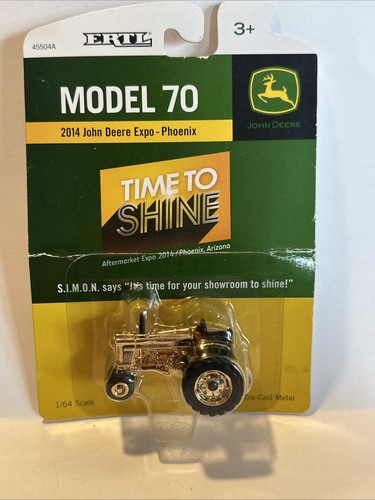 45504A
ERTL
3+
MODEL 70
JOHN DEERE
2014 John Deere Expo - Phoenix
TIME TO
SHINE
Aftermarket Expo 2014 / Phoenix, Arizona
S.I.M.O.N. says "It's time for your showroom to shine!"
1/64 Scale
Die-Cast Metal